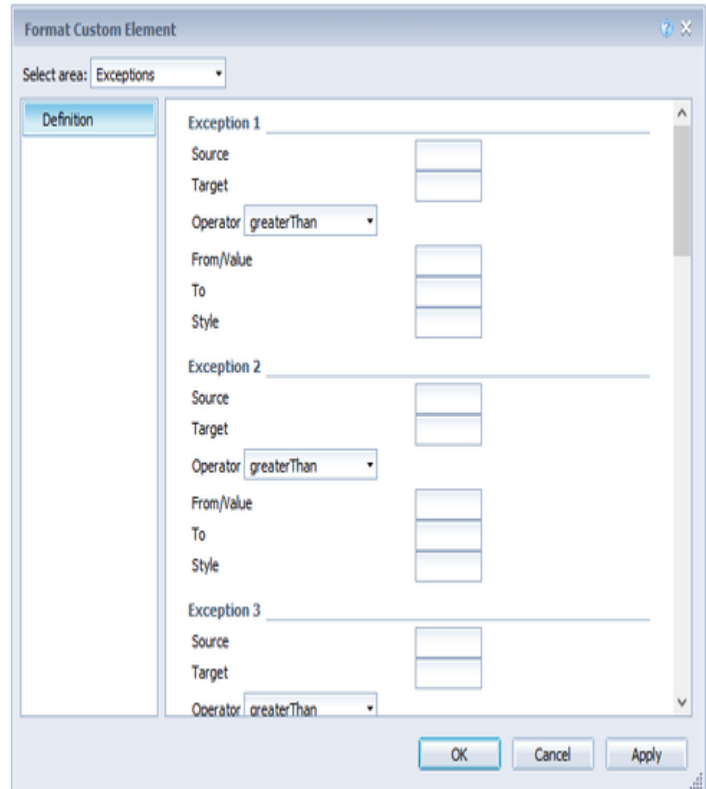 Format Custom Element
Select area: Exceptions
Definition
Exception 1
Source
Target
Operator greaterThan
From/Value
To
Style
Exception 2
Source
Target
Operator greaterThan
From/Value
To
Style
Exception 3
Source
Target
Operator greaterThan
OK Cancel Apply